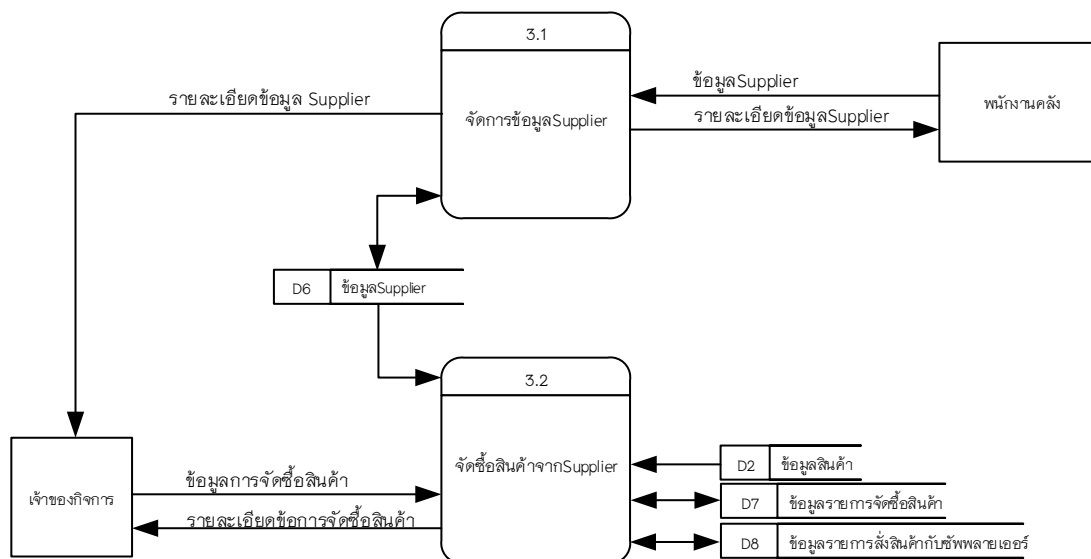 3.1
ข้อมูลSupplier
รายละเอียดข้อมูล Supplier
จัดการข้อมูลSupplier
รายละเอียดข้อมูลSupplier
พนักงานคลัง
D6 ข้อมูลSupplier
3.2
จัดซื้อสินค้าจากSupplier
D2 ข้อมูลสินค้า
ข้อมูลการจัดซื้อสินค้า
เจ้าของกิจการ
D7 ข้อมูลรายการจัดซื้อสินค้า
รายละเอียดข้อการจัดซื้อสินค้า
D8 ข้อมูลรายการสั่งสินค้ากับซัพพลายเออร์